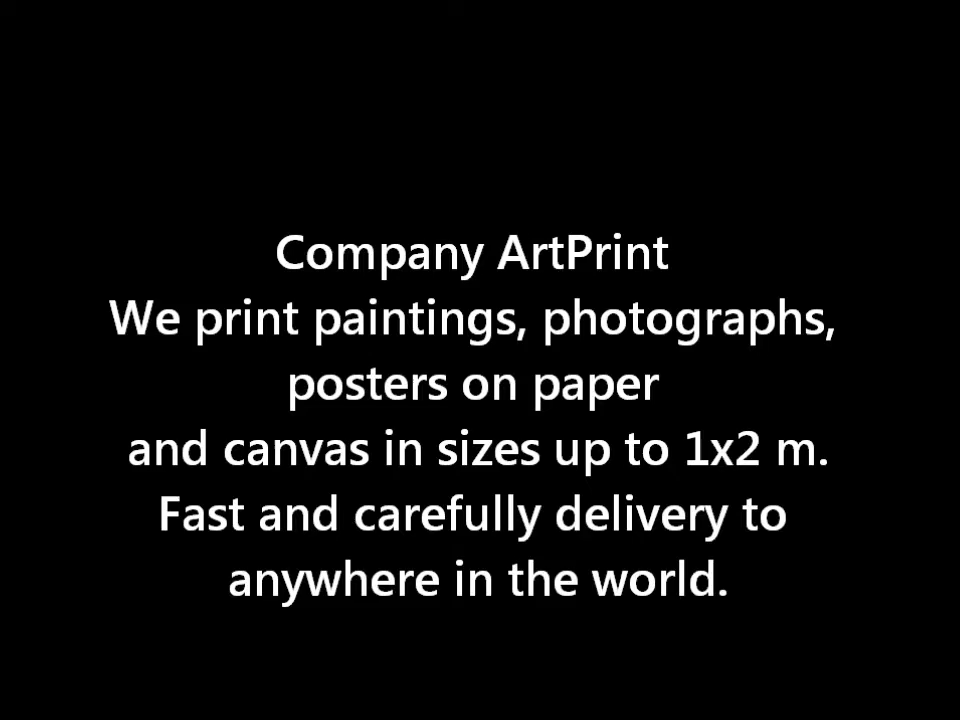 Company ArtPrint
We print paintings, photographs,
posters on paper
and canvas in sizes up to 1x2 m.
Fast and carefully delivery to
anywhere in the world.